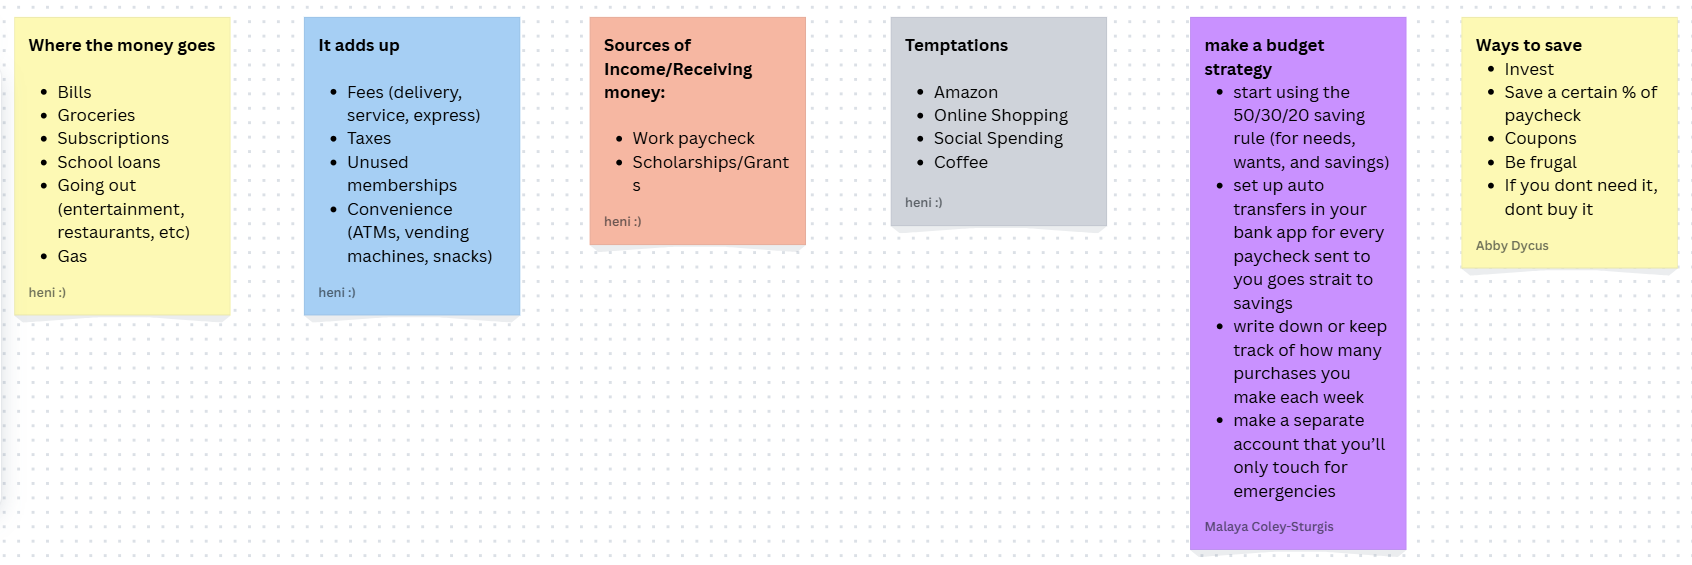 Where the money goes
• Bills
• Groceries
• Subscriptions
• School loans
• Going out
(entertainment,
restaurants, etc)
• Gas
heni :)
It adds up
• Fees (delivery,
service, express)
• Taxes
• Unused
memberships
• Convenience
(ATMs, vending
machines, snacks)
heni :)
Sources of
Income/Receiving
money:
• Work paycheck
• Scholarships/Grant
s
heni :)
Temptations
• Amazon
• Online Shopping
• Social Spending
• Coffee
heni :)
make a budget
strategy
• start using the
50/30/20 saving
rule (for needs,
wants, and savings)
• set up auto
transfers in your
bank app for every
paycheck sent to
you goes strait to
savings
• write down or keep
track of how many
purchases you
make each week
• make a separate
account that you’ll
only touch for
emergencies
Malaya Coley-Sturgis
Ways to save
• Invest
• Save a certain % of
paycheck
• Coupons
• Be frugal
• If you dont need it,
dont buy it
Abby Dycus